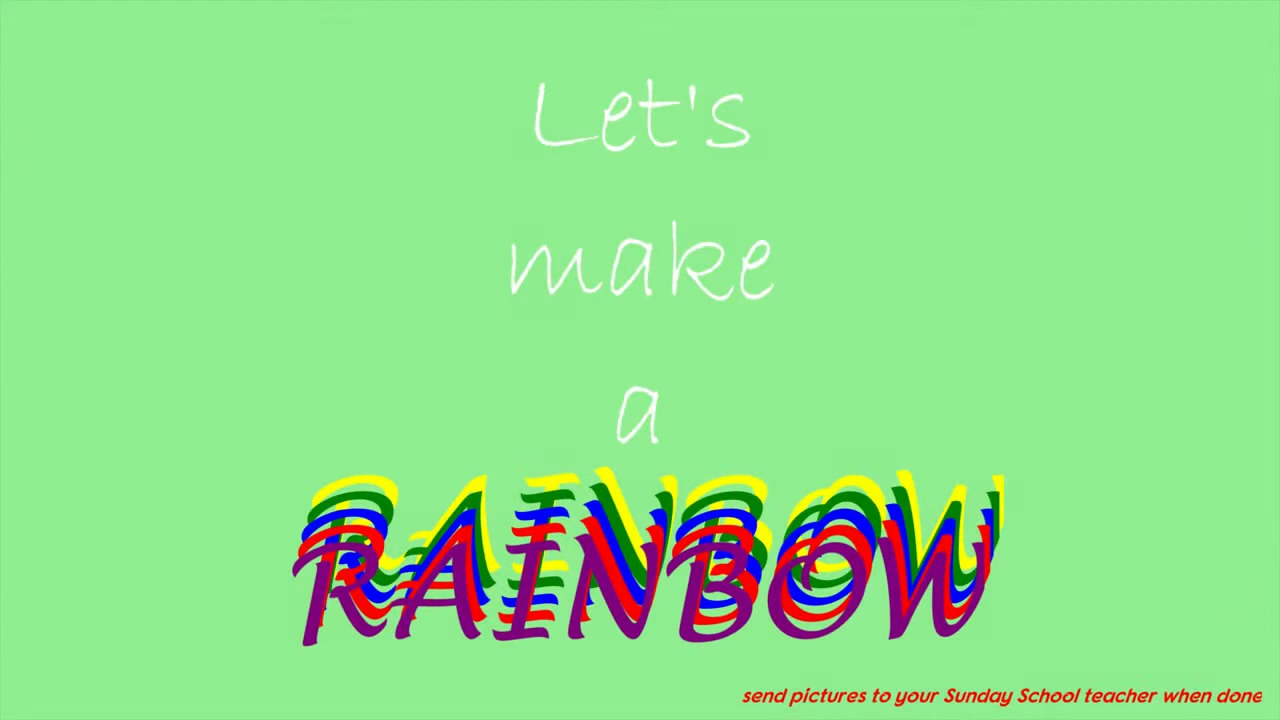 Let's
make
a
RAINBOW
send pictures to your Sunday School teacher when done